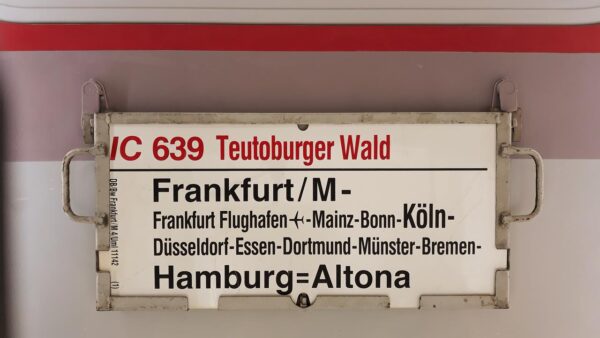 IC 639 Teutoburger Wald
Frankfurt/M-
Frankfurt Flughafen ✈-Mainz-Bonn-Köln-
Düsseldorf-Essen-Dortmund-Münster-Bremen-
Hamburg=Altona